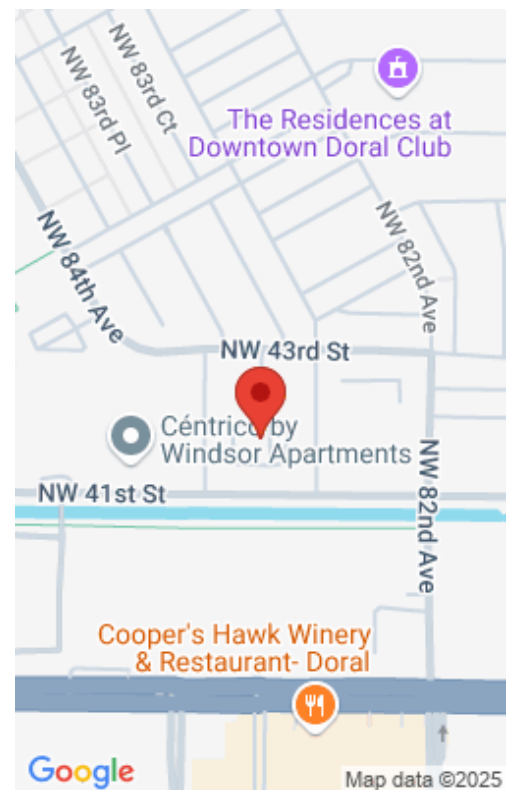 NW 83rd Ct
NW 83rd Pl
The Residences at
Downtown Doral Club
NW 82nd Ave
NW 84th Ave
NW 43rd St
Céntrico by
Windsor Apartments
NW 41st St
NW 82nd Ave
Cooper's Hawk Winery
& Restaurant- Doral
Google
Map data ©2025